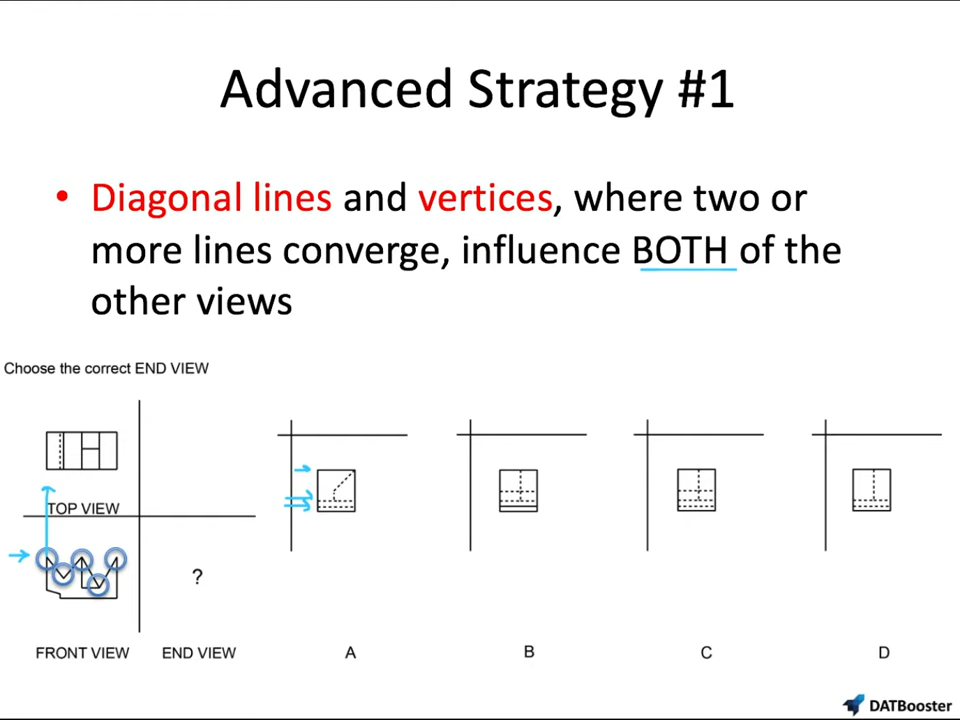 Advanced Strategy #1
• Diagonal lines and vertices, where two or
more lines converge, influence BOTH of the
other views
Choose the correct END VIEW
TOP VIEW
?
FRONT VIEW
END VIEW
A
B
C
D
DATBooster